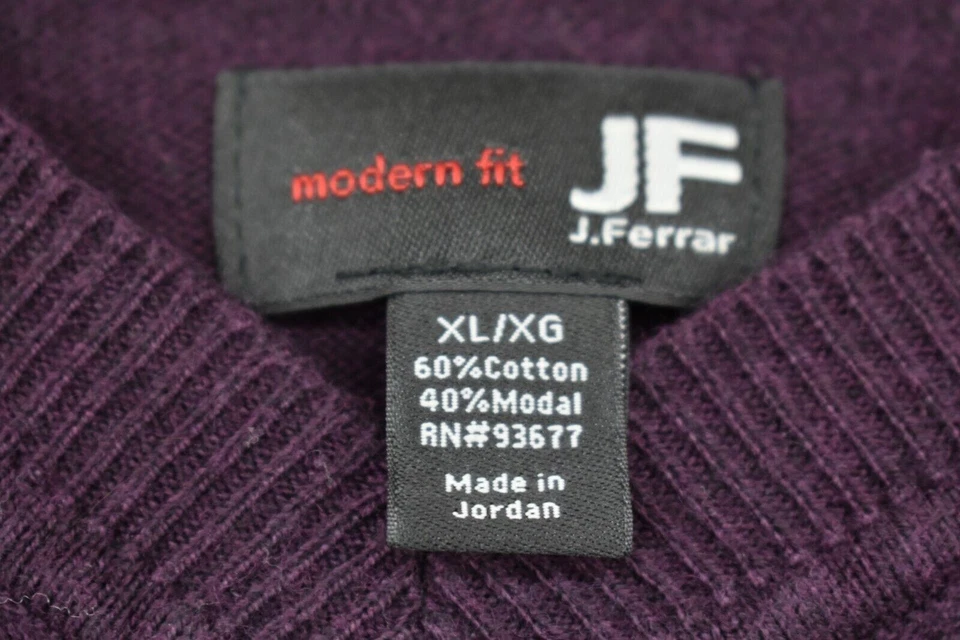 modern fit
JF
J.Ferrar
XL/XG
60%Cotton
40%Modal
RN#93677
Made in
Jordan